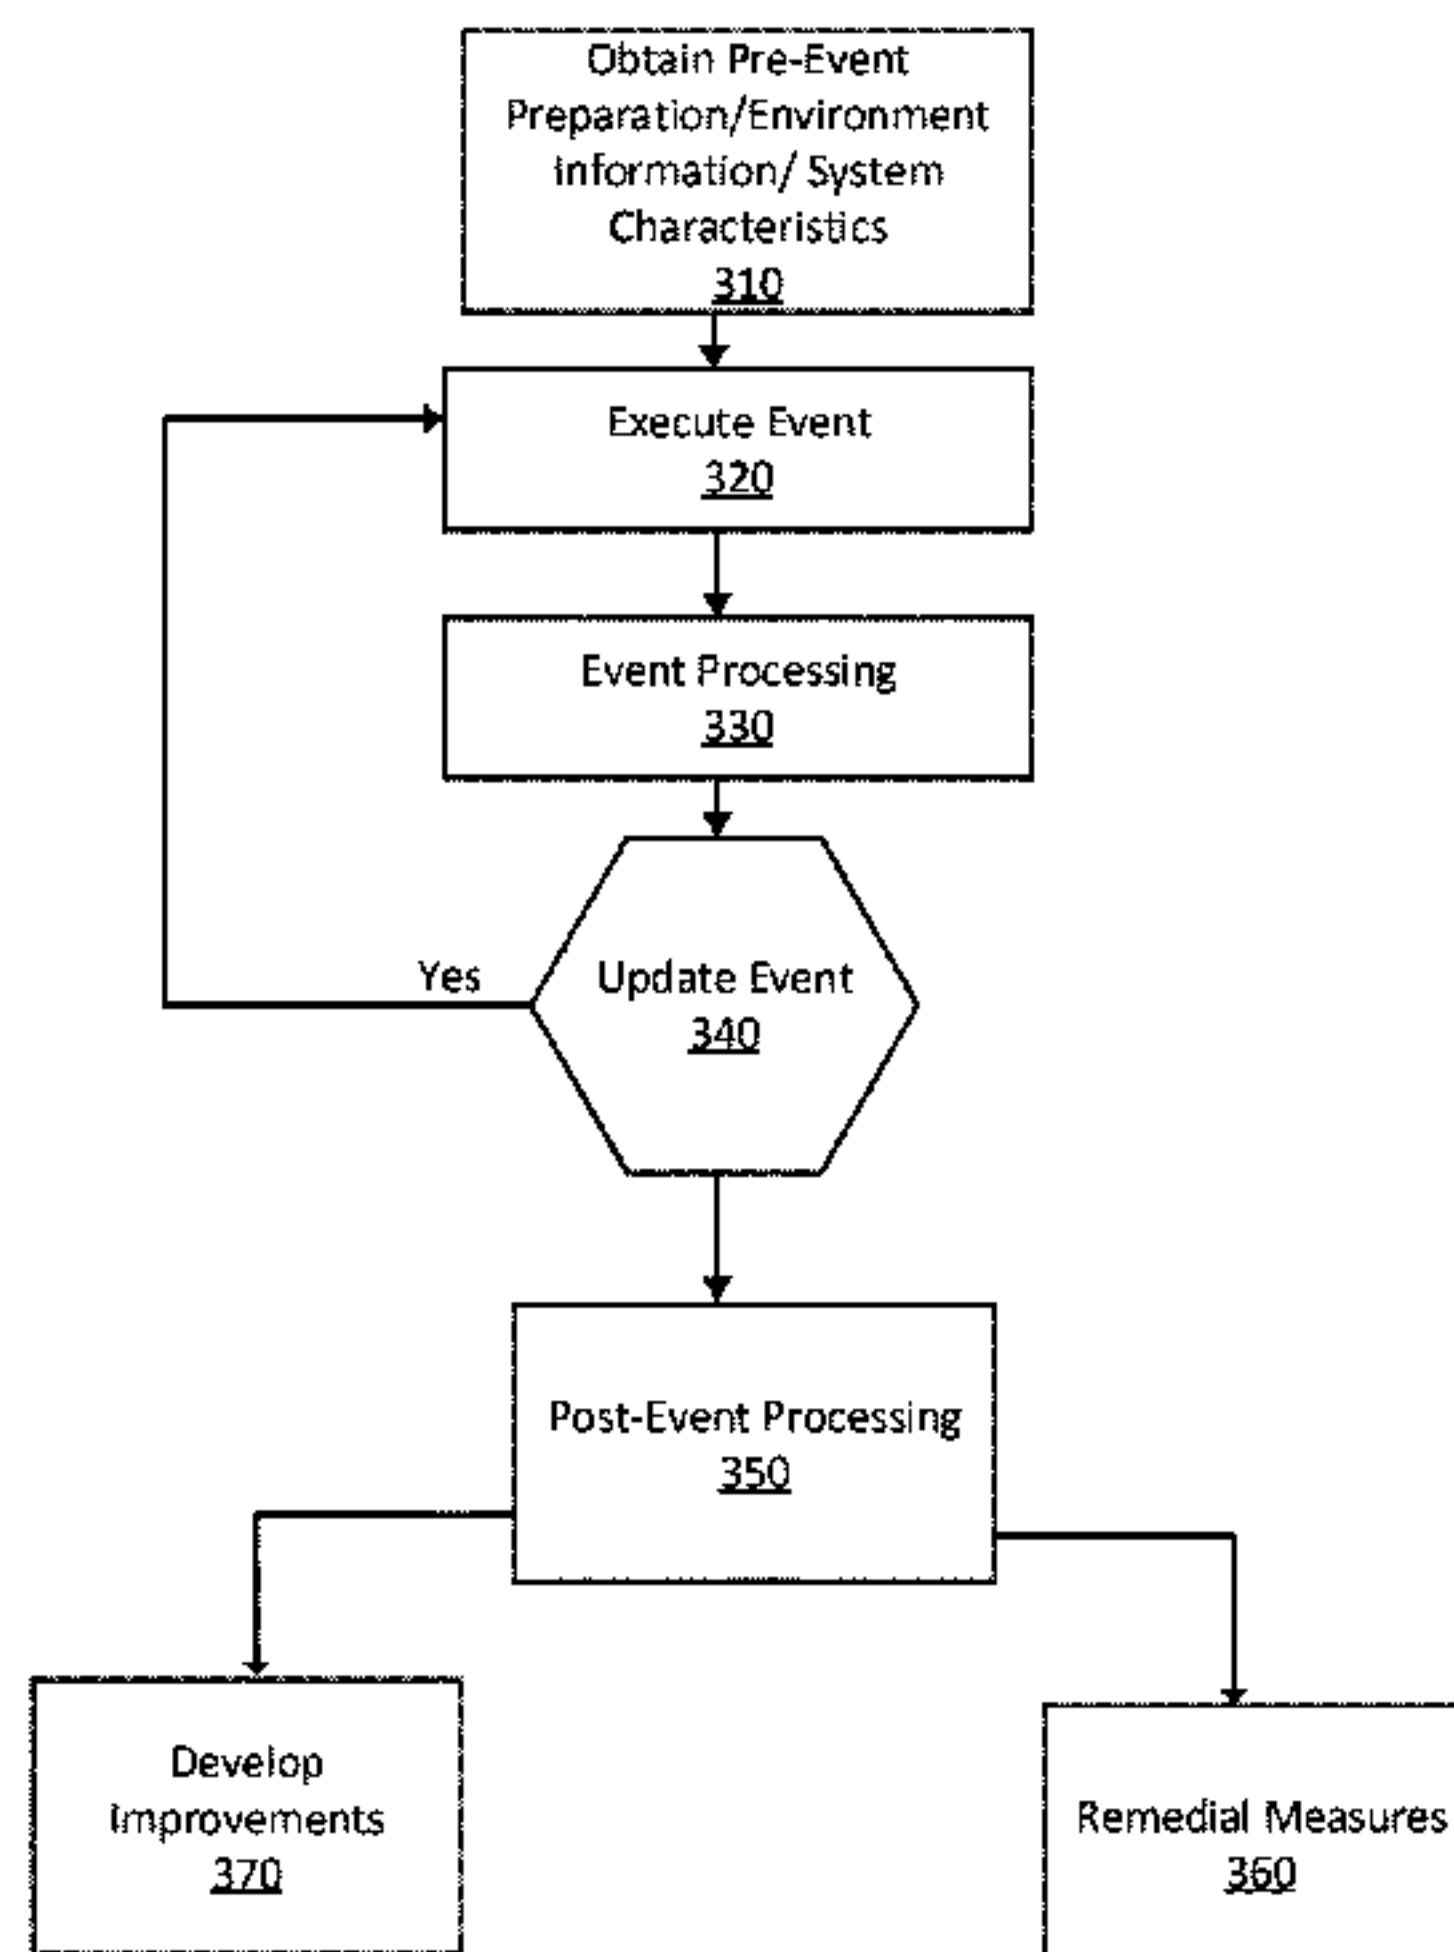 Obtain Pre-Event
Preparation/Environment
Information/ System
Characteristics
310
Execute Event
320
Event Processing
330
Yes
Update Event
340
Post-Event Processing
350
Develop
Improvements
370
Remedial Measures
360